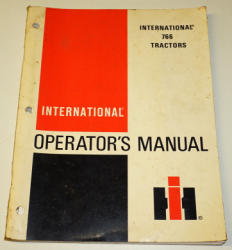 INTERNATIONAL
766
TRACTORS
INTERNATIONAL®
OPERATOR'S MANUAL
IH®